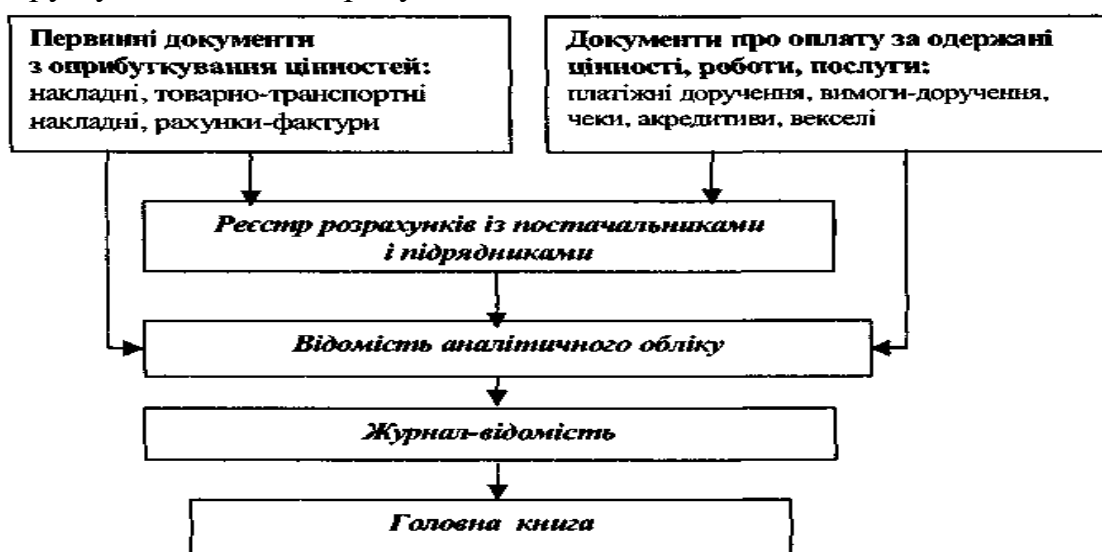 Первинні документи
з оприбуткування цінностей:
накладні, товарно-транспортні
накладні, рахунки-фактури
Документи про оплату за одержані
цінності, роботи, послуги:
платіжні доручення, вимоги-доручення,
чеки, акредитиви, векселі
Реєстр розрахунків із постачальниками
і підрядниками
Відомість аналітичного обліку
Журнал-відомість
Головна книга